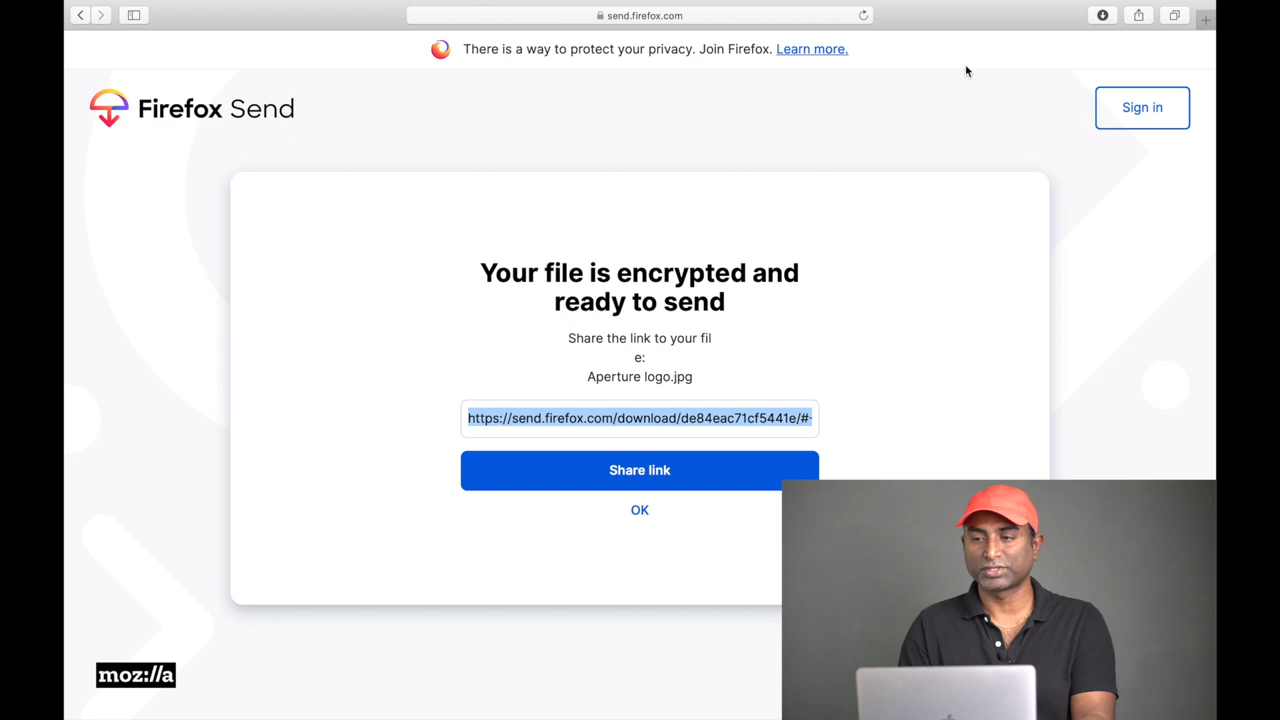 send.firefox.com
There is a way to protect your privacy. Join Firefox. Learn more.
Firefox Send
Sign in
Your file is encrypted and
ready to send
Share the link to your fil
e:
Aperture logo.jpg
https://send.firefox.com/download/de84eac71cf5441e/#-
Share link
OK
moz://a